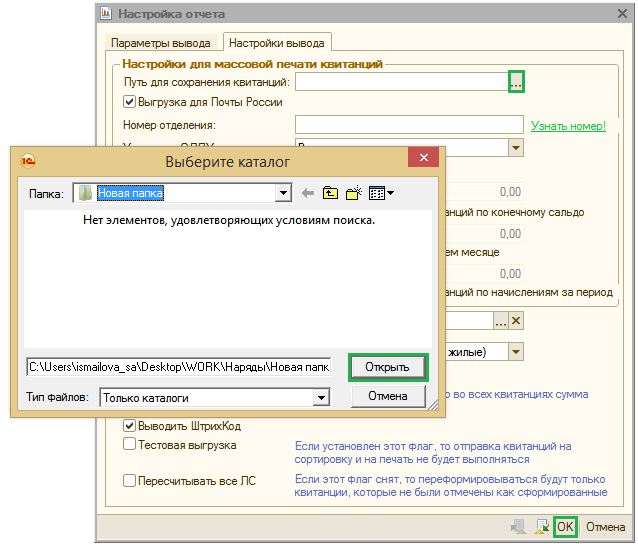 Настройка отчета
Параметры вывода
Настройки вывода
Настройки для массовой печати квитанций
Путь для сохранения квитанций:
...
Выгрузка для Почты России
Номер отделения:
Узнать номер!
Выберите каталог
Папка:
Новая папка
Нет элементов, удовлетворяющих условиям поиска.
0,00
анций по конечному сальдо
0,00
ем месяце
0,00
анций по начислениям за период
...
C:\Users\ismailova_sa\Desktop\WORK\Наряды\Новая папк
Открыть
жилые)
Тип файлов:
Только каталоги
Отмена
о во всех квитанциях сумма
Выводить ШтрихКод
Тестовая выгрузка
Если установлен этот флаг, то отправка квитанций на
сортировку и на печать не будет выполняться
Пересчитывать все ЛС
Если этот флаг снят, то переформировываться будут только
квитанции, которые не были отмечены как сформированные
OK
Отмена